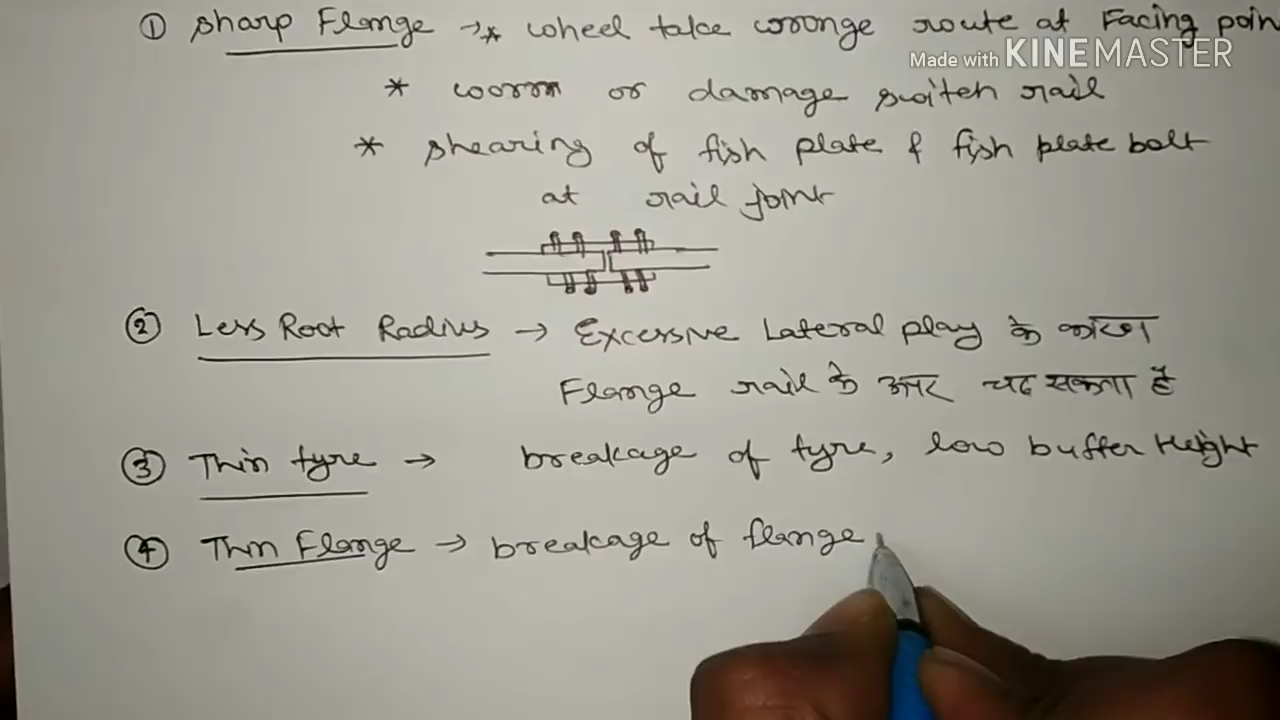 ① Sharp Flange → * wheel take wronge route at Facing poin
Made with KINEMASTER
* worrn or damage switch rail
* shearing of fish plate & fish plate bolt
at rail joint
② Less Root Radius → Excessive Lateral play के कारण
Flange rail के ऊपर चढ सकता है
③ Thin tyre → breakage of tyre, low buffer Height
④ Thin Flange → breakage of flange